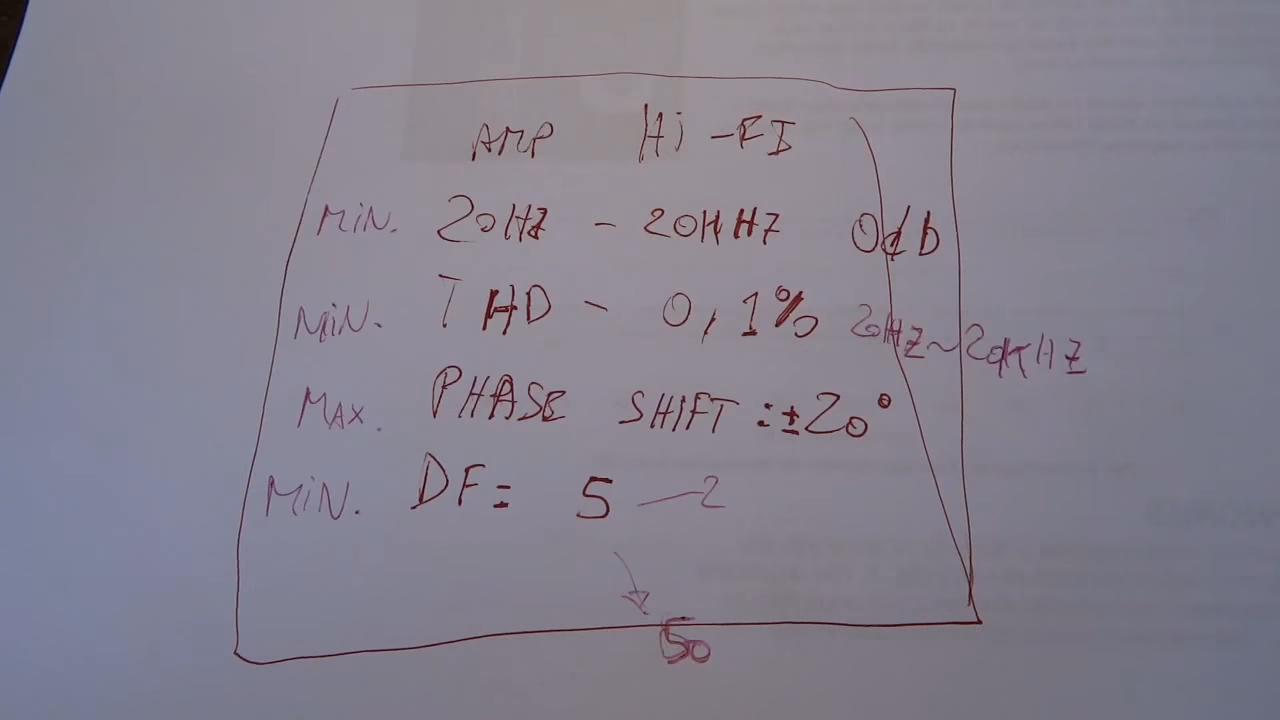 AMP Hi-FI
MiN. 20HZ - 20KHZ 0db
MiN. THD - 0,1% 20HZ~20KHZ
MAX. PHASE SHIFT:±20°
MiN. DF= 5 — 2
50